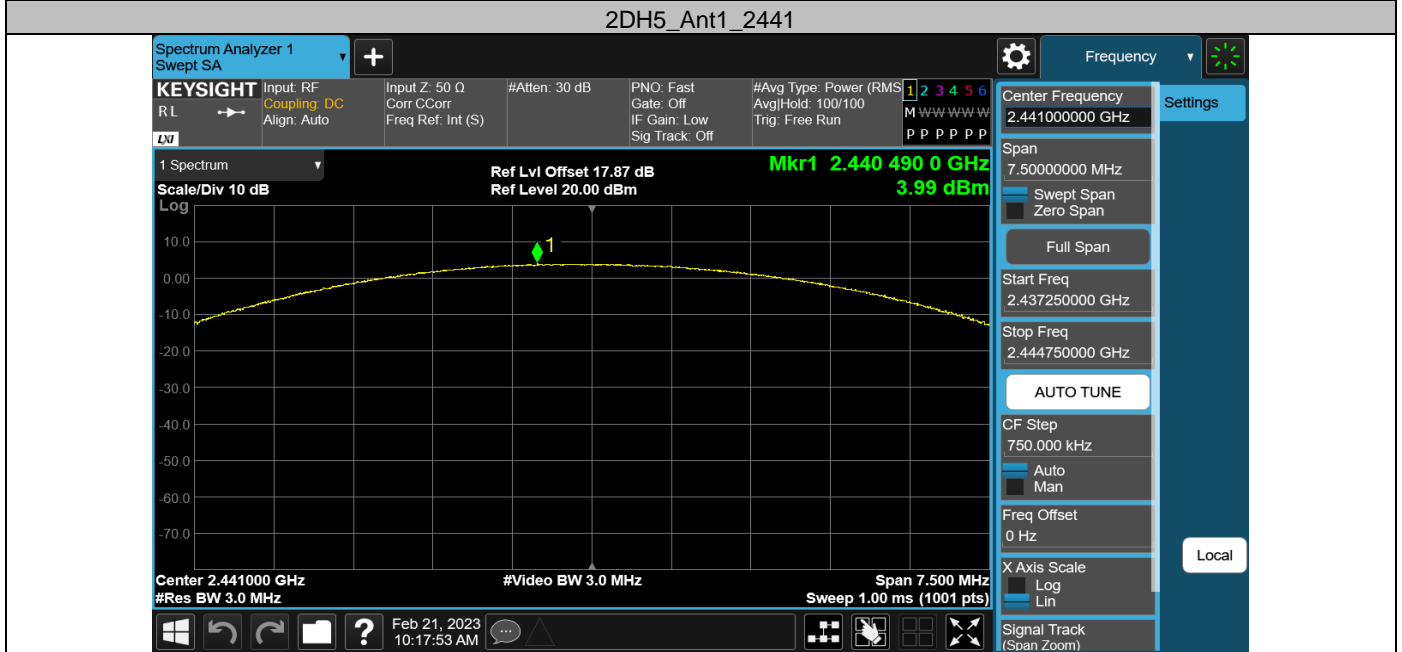 2DH5_Ant1_2441
Spectrum Analyzer 1
Swept SA
+
Frequency
KEYSIGHT
RL
LXI
Input: RF
Coupling: DC
Align: Auto
Input Z: 50 Ω
Corr CCorr
Freq Ref: Int (S)
#Atten: 30 dB
PNO: Fast
Gate: Off
IF Gain: Low
Sig Track: Off
#Avg Type: Power (RMS
Avg|Hold: 100/100
Trig: Free Run
1 2 3 4 5 6
M W W W W W
P P P P P P
1 Spectrum
Scale/Div 10 dB
Log
Ref Lvl Offset 17.87 dB
Ref Level 20.00 dBm
Mkr1 2.440 490 0 GHz
3.99 dBm
1
10.0
0.00
-10.0
-20.0
-30.0
-40.0
-50.0
-60.0
-70.0
Center 2.441000 GHz
#Res BW 3.0 MHz
#Video BW 3.0 MHz
Span 7.500 MHz
Sweep 1.00 ms (1001 pts)
Center Frequency
2.441000000 GHz
Settings
Span
7.50000000 MHz
Swept Span
Zero Span
Full Span
Start Freq
2.437250000 GHz
Stop Freq
2.444750000 GHz
AUTO TUNE
CF Step
750.000 kHz
Auto
Man
Freq Offset
0 Hz
X Axis Scale
Log
Lin
Local
Signal Track
(Span Zoom)
?
Feb 21, 2023
10:17:53 AM